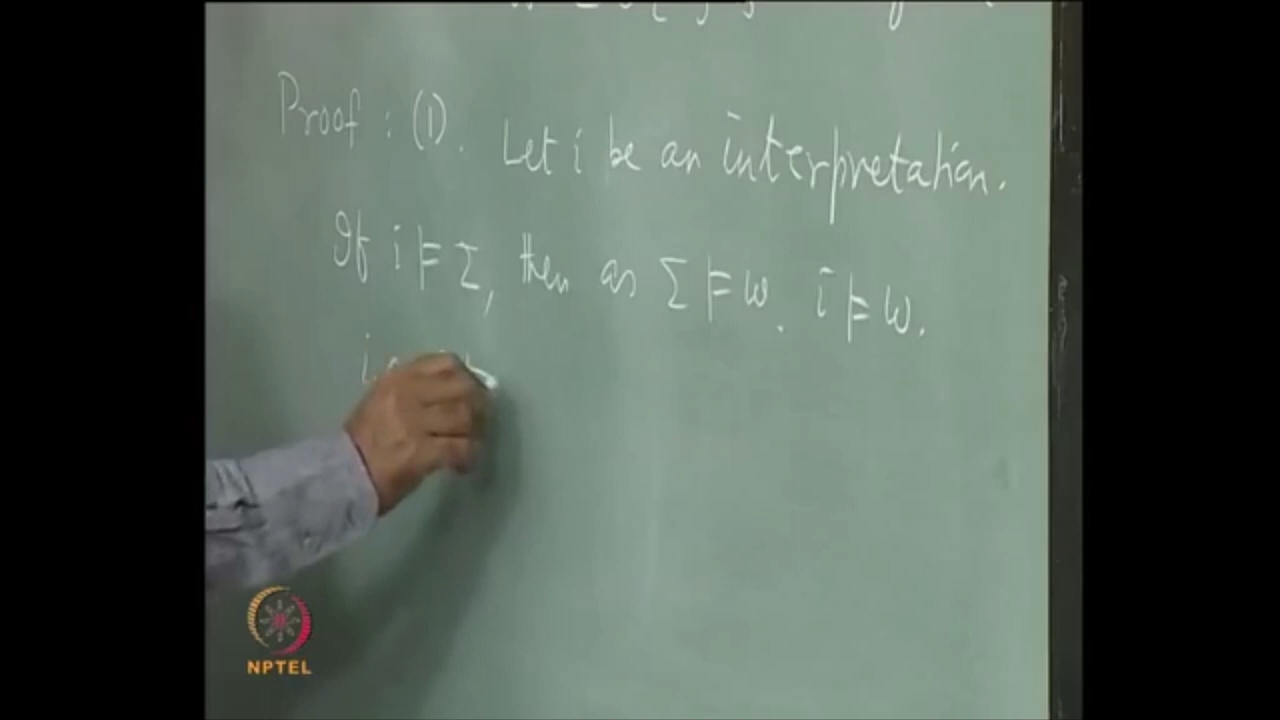 Proof : (1). Let i be an interpretation.
If i ⊨ Σ, then as Σ ⊨ w. i ⊨ w.
NPTEL